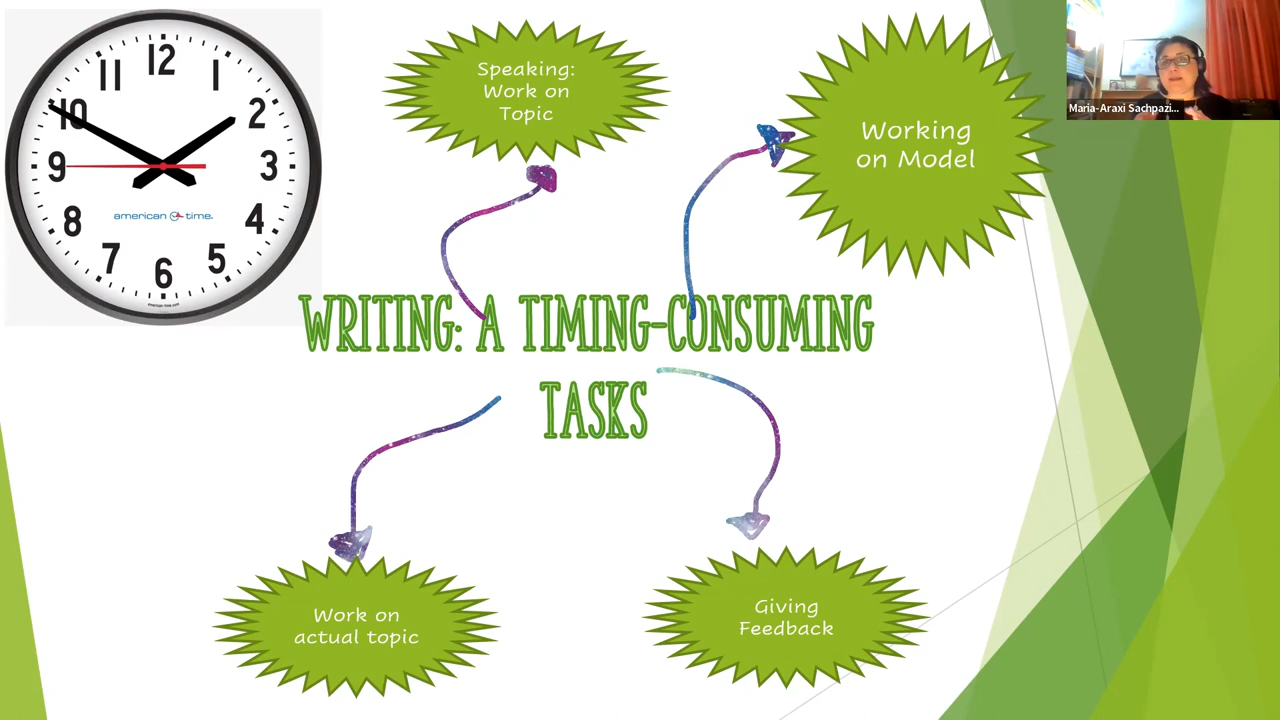 12
11
1
10
2
9
3
8
4
7
5
6
american time.
Speaking:
Work on
Topic
Working
on Model
Maria-Araxi Sachpazi...
WRITING: A TIMING-CONSUMING
TASKS
Work on
actual topic
Giving
Feedback